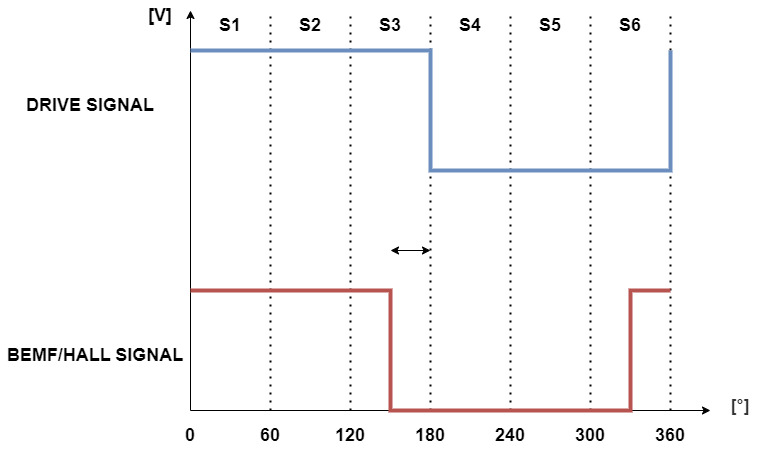 [V]
S1 S2 S3 S4 S5 S6
DRIVE SIGNAL
BEMF/HALL SIGNAL
[°]
0 60 120 180 240 300 360